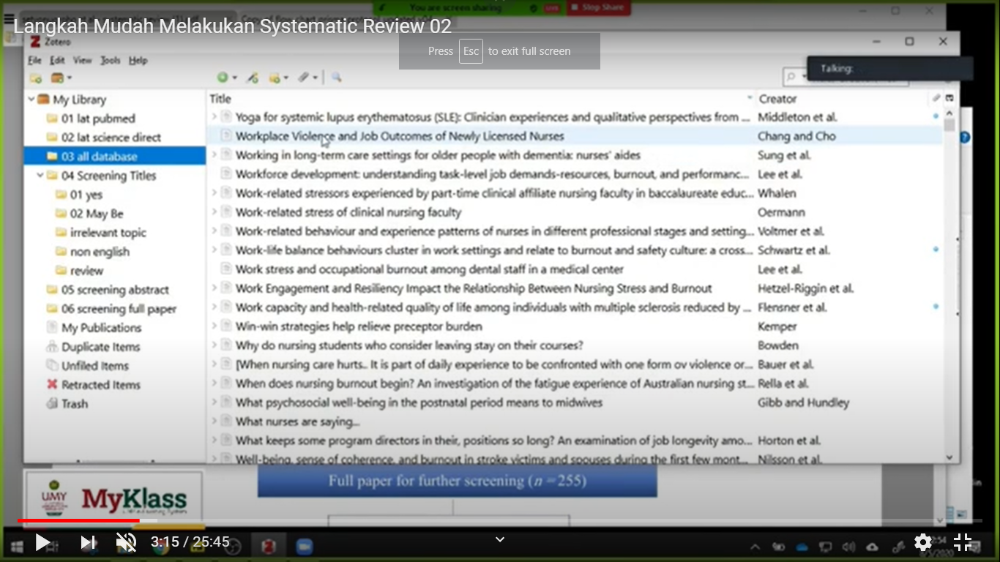 You are screen sharing LIVE Stop Share
Langkah Mudah Melakukan Systematic Review 02
Zotero
Press Esc to exit full screen
File Edit View Tools Help
Talking:
My Library
01 lat pubmed
02 lat science direct
03 all database
04 Screening Titles
01 yes
02 May Be
irrelevant topic
non english
review
05 screening abstract
06 screening full paper
My Publications
Duplicate Items
Unfiled Items
Retracted Items
Trash
Title Creator
Yoga for systemic lupus erythematosus (SLE): Clinician experiences and qualitative perspectives from ... Middleton et al.
Workplace Violence and Job Outcomes of Newly Licensed Nurses Chang and Cho
Working in long-term care settings for older people with dementia: nurses' aides Sung et al.
Workforce development: understanding task-level job demands-resources, burnout, and performanc... Lee et al.
Work-related stressors experienced by part-time clinical affiliate nursing faculty in baccalaureate educ... Whalen
Work-related stress of clinical nursing faculty Oermann
Work-related behaviour and experience patterns of nurses in different professional stages and setting... Voltmer et al.
Work-life balance behaviours cluster in work settings and relate to burnout and safety culture: a cross... Schwartz et al.
Work stress and occupational burnout among dental staff in a medical center Lee et al.
Work Engagement and Resiliency Impact the Relationship Between Nursing Stress and Burnout Hetzel-Riggin et al.
Work capacity and health-related quality of life among individuals with multiple sclerosis reduced by ... Flensner et al.
Win-win strategies help relieve preceptor burden Kemper
Why do nursing students who consider leaving stay on their courses? Bowden
[When nursing care hurts.. It is part of daily experience to be confronted with one form ov violence or... Bauer et al.
When does nursing burnout begin? An investigation of the fatigue experience of Australian nursing st... Rella et al.
What psychosocial well-being in the postnatal period means to midwives Gibb and Hundley
What nurses are saying...
What keeps some program directors in their, positions so long? An examination of job longevity amo... Horton et al.
Well-being, sense of coherence, and burnout in stroke victims and spouses during the first few mont... Nilsson et al.
Full paper for further screening (n = 255)
UMY
MyKlass
3:15 / 25:45